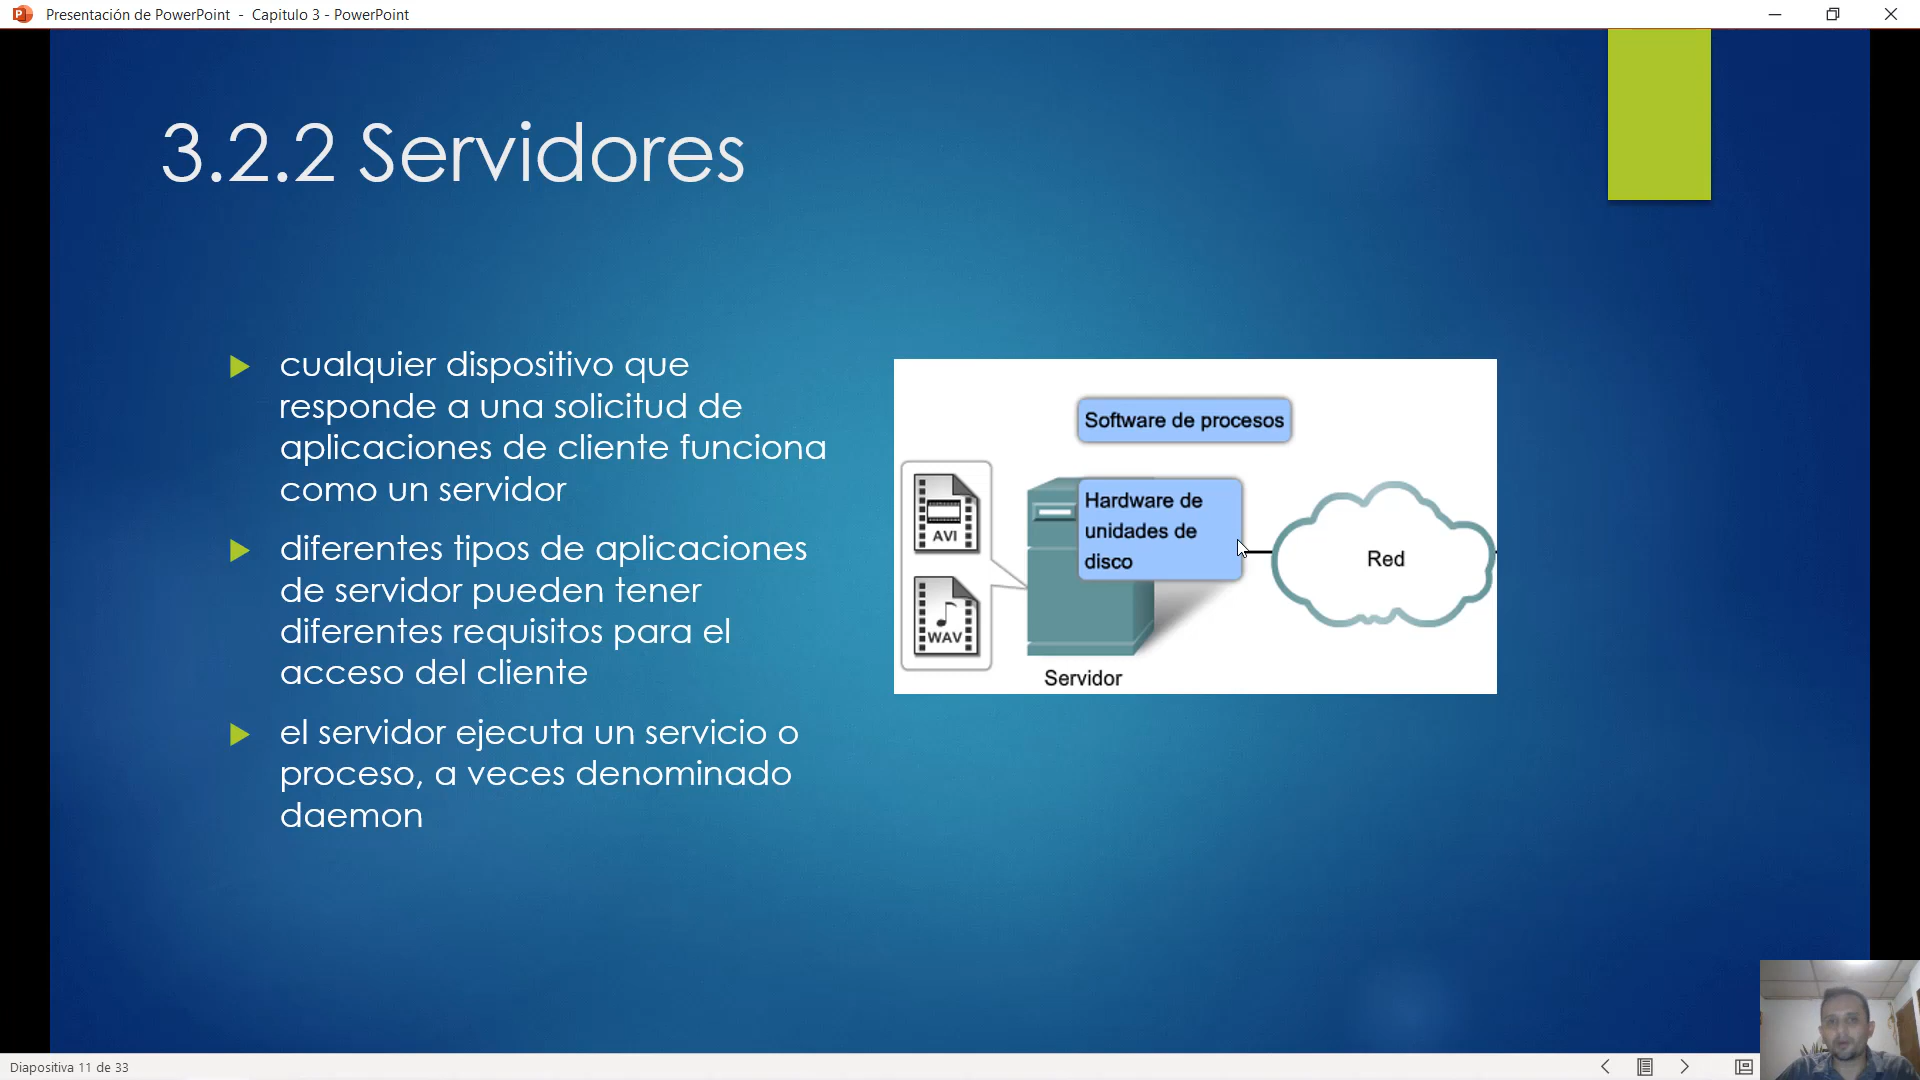 Presentación de PowerPoint - Capitulo 3 - PowerPoint
3.2.2 Servidores
cualquier dispositivo que
responde a una solicitud de
aplicaciones de cliente funciona
como un servidor
diferentes tipos de aplicaciones
de servidor pueden tener
diferentes requisitos para el
acceso del cliente
el servidor ejecuta un servicio o
proceso, a veces denominado
daemon
Software de procesos
Hardware de
unidades de
disco
AVI
WAV
Servidor
Red
Diapositiva 11 de 33